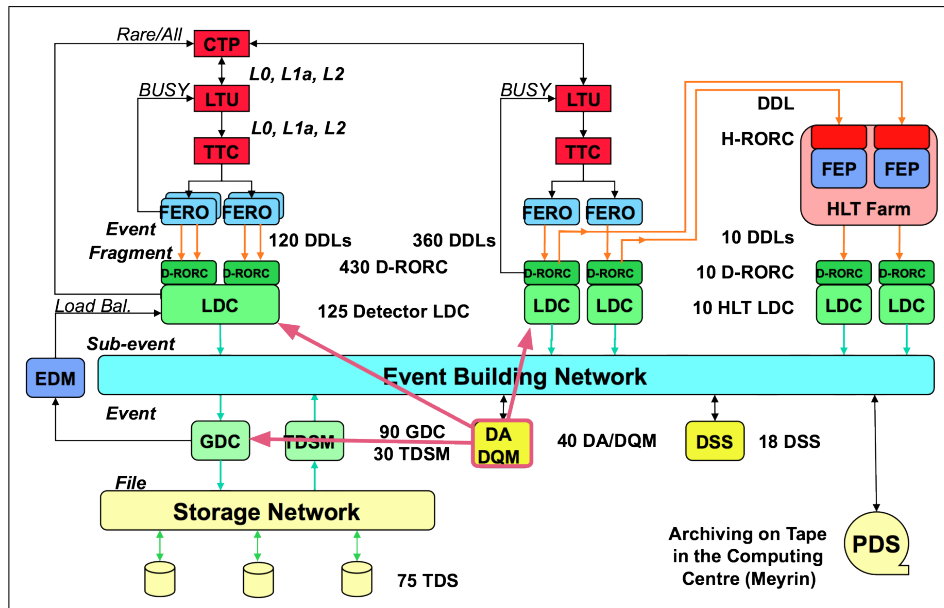 Rare/All
CTP
L0, L1a, L2
BUSY
LTU
BUSY
LTU
DDL
L0, L1a, L2
H-RORC
TTC
TTC
FEP
FEP
FERO
FERO
FERO
FERO
HLT Farm
Event
Fragment
120 DDLs
360 DDLs
10 DDLs
430 D-RORC
D-RORC
D-RORC
D-RORC
D-RORC
10 D-RORC
D-RORC
D-RORC
Load Bal.
LDC
125 Detector LDC
LDC
LDC
10 HLT LDC
LDC
LDC
Sub-event
EDM
Event Building Network
Event
GDC
TDSM
90 GDC
30 TDSM
DA
DQM
40 DA/DQM
DSS
18 DSS
File
Storage Network
Archiving on Tape
in the Computing
Centre (Meyrin)
PDS
75 TDS